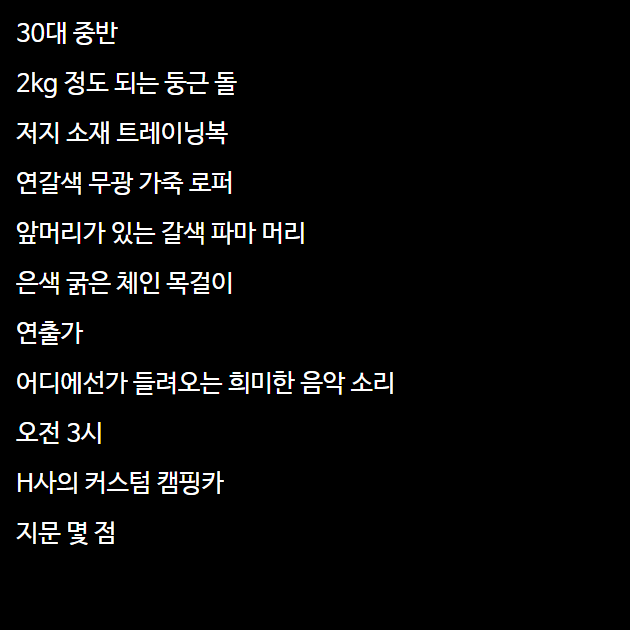 30대 중반
2kg 정도 되는 둥근 돌
저지 소재 트레이닝복
연갈색 무광 가죽 로퍼
앞머리가 있는 갈색 파마 머리
은색 굵은 체인 목걸이
연출가
어디에선가 들려오는 희미한 음악 소리
오전 3시
H사의 커스텀 캠핑카
지문 몇 점